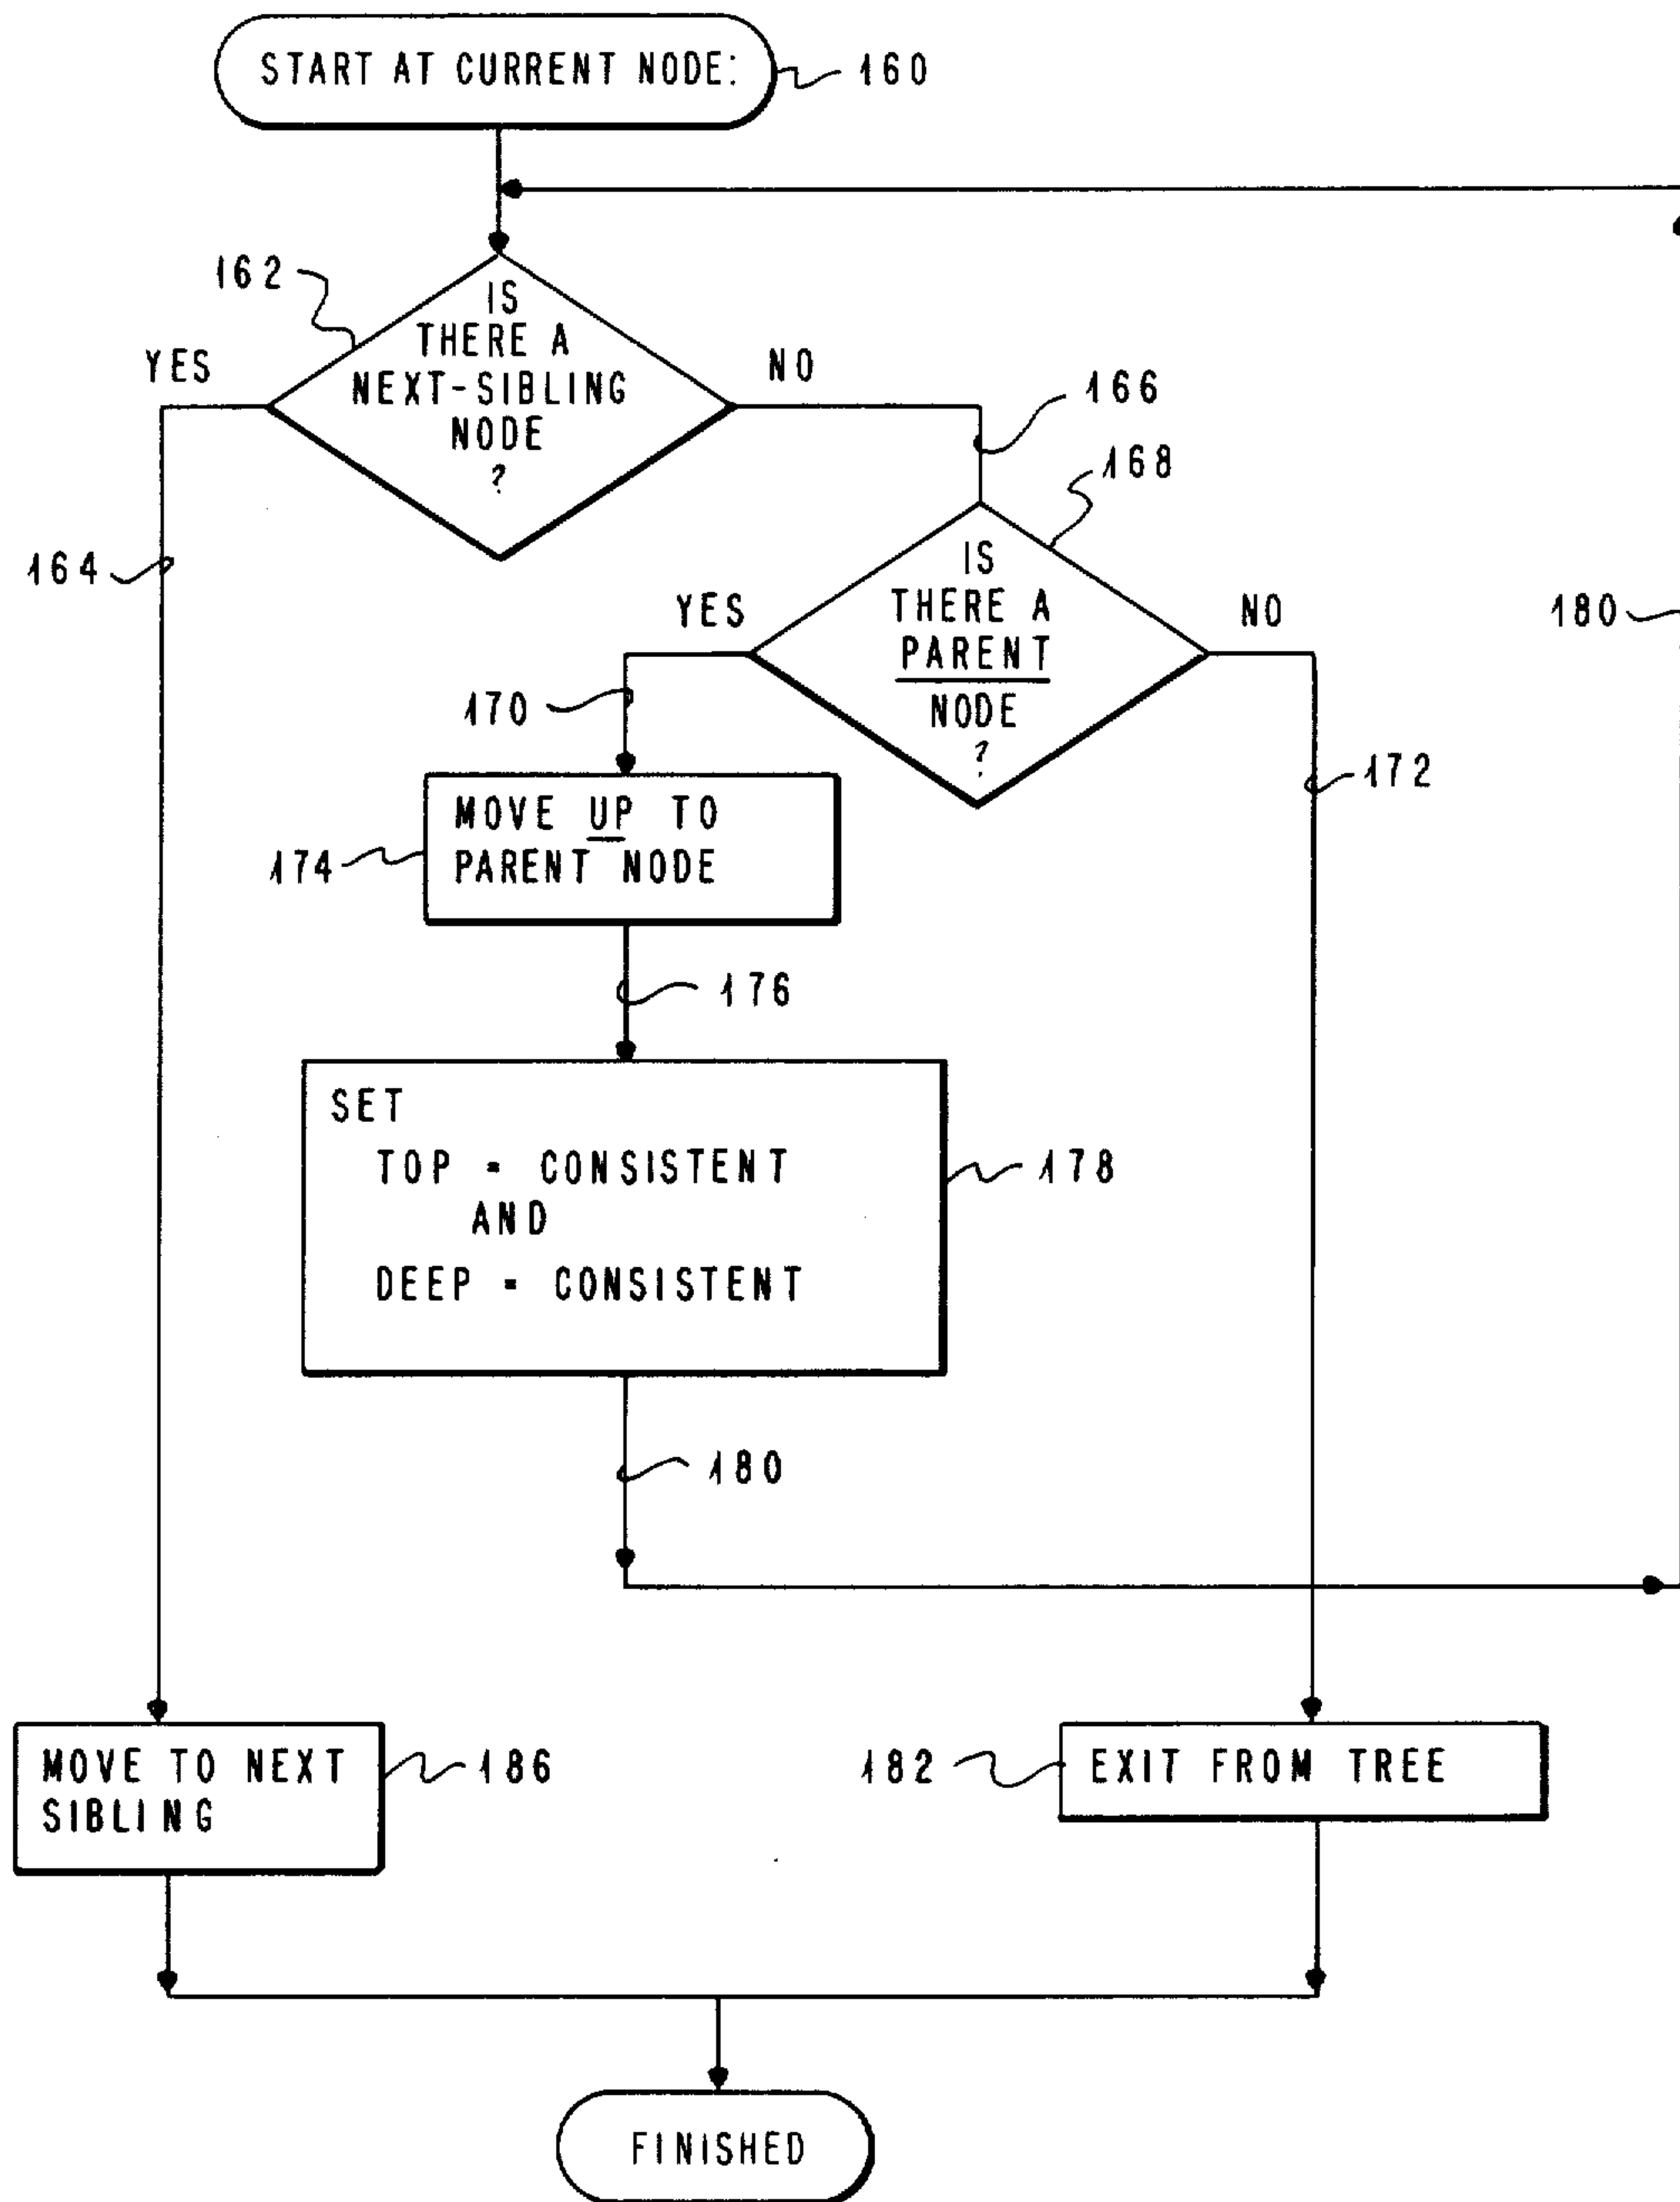 START AT CURRENT NODE:
160
162
IS
THERE A
NEXT-SIBLING
NODE
?
YES
NO
166
168
164
IS
THERE A
PARENT
NODE
?
YES
NO
180
170
172
MOVE UP TO
PARENT NODE
174
176
SET
TOP = CONSISTENT
AND
DEEP = CONSISTENT
178
180
MOVE TO NEXT
SIBLING
186
182
EXIT FROM TREE
FINISHED